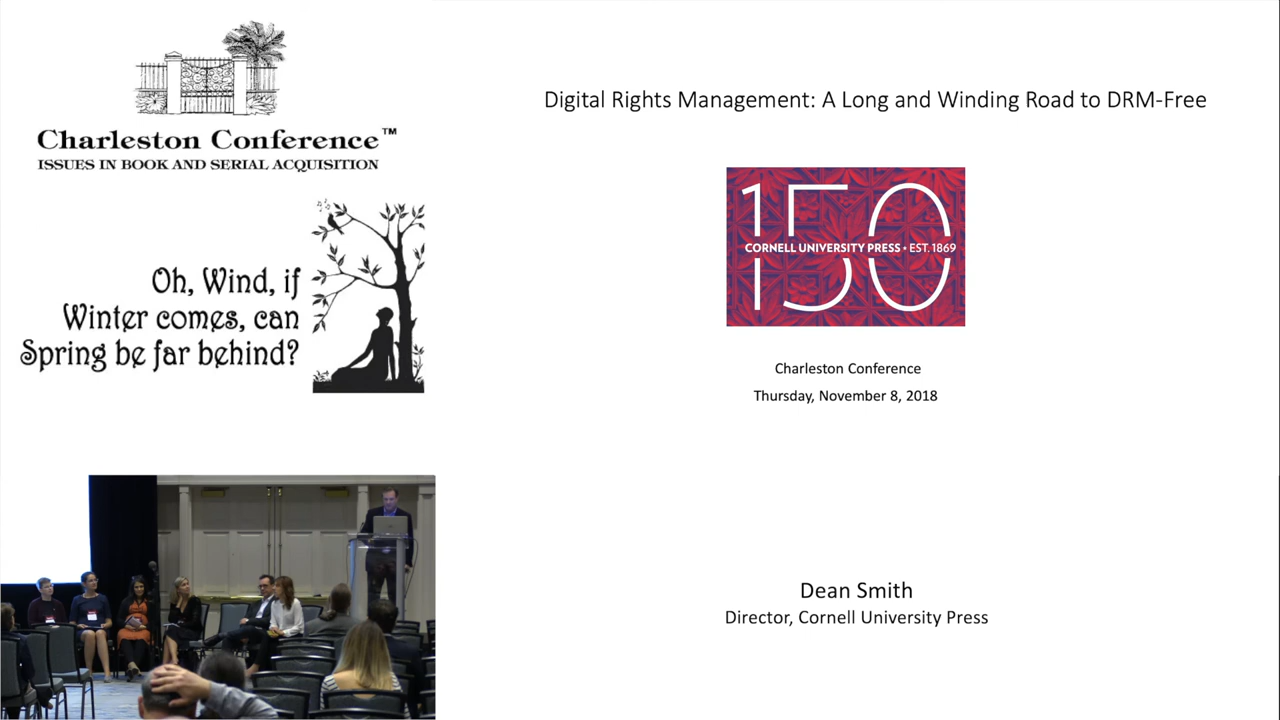 Charleston Conference™
ISSUES IN BOOK AND SERIAL ACQUISITION
Oh, Wind, if
Winter comes, can
Spring be far behind?
Digital Rights Management: A Long and Winding Road to DRM-Free
150
CORNELL UNIVERSITY PRESS • EST. 1869
Charleston Conference
Thursday, November 8, 2018
Dean Smith
Director, Cornell University Press